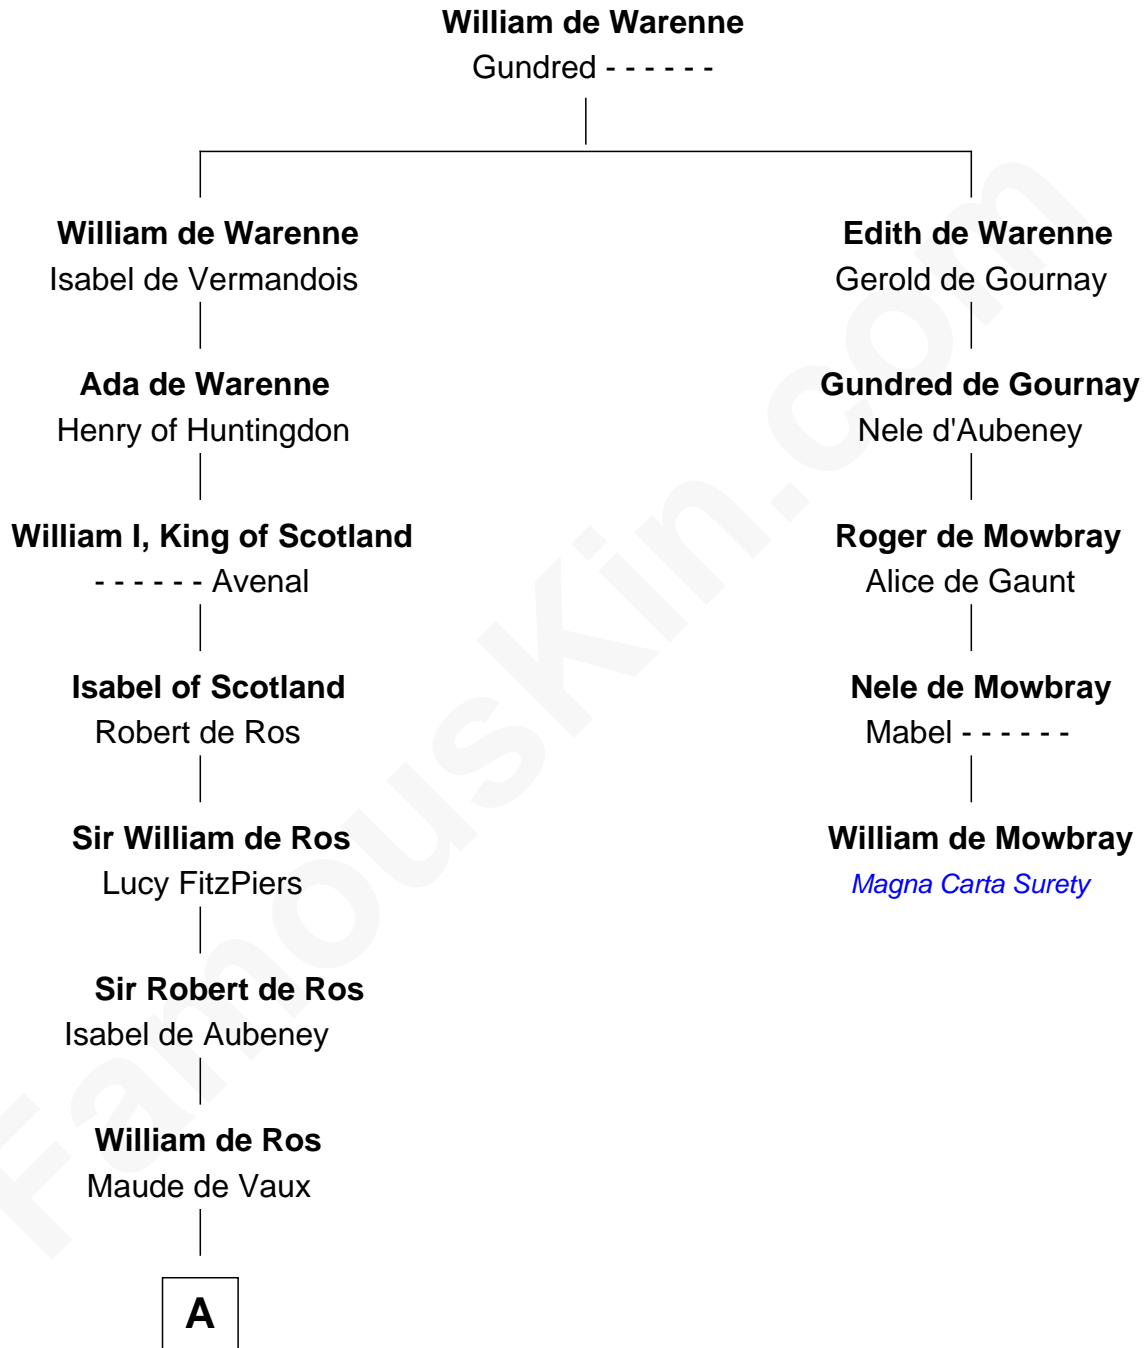 William de Warenne
Gundred - - - - - -
William de Warenne
Isabel de Vermandois
Edith de Warenne
Gerold de Gournay
Ada de Warenne
Henry of Huntingdon
Gundred de Gournay
Nele d'Aubeney
William I, King of Scotland
- - - - - - Avenal
Roger de Mowbray
Alice de Gaunt
Isabel of Scotland
Robert de Ros
Nele de Mowbray
Mabel - - - - - -
Sir William de Ros
Lucy FitzPiers
William de Mowbray
Magna Carta Surety
Sir Robert de Ros
Isabel de Aubeney
William de Ros
Maude de Vaux
A
FamousKin.com